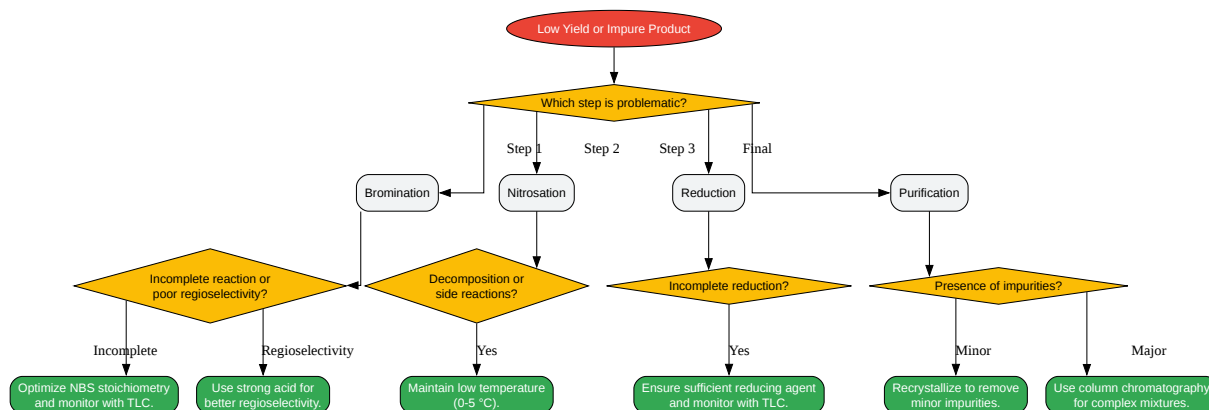 Low Yield or Impure Product
Which step is problematic?
Step 1
Step 2
Step 3
Final
Bromination
Nitrosation
Reduction
Purification
Incomplete reaction or
poor regioselectivity?
Decomposition or
side reactions?
Incomplete reduction?
Presence of impurities?
Incomplete
Regioselectivity
Yes
Yes
Minor
Major
Optimize NBS stoichiometry
and monitor with TLC.
Use strong acid for
better regioselectivity.
Maintain low temperature
(0-5 °C).
Ensure sufficient reducing agent
and monitor with TLC.
Recrystallize to remove
minor impurities.
Use column chromatography
for complex mixtures.